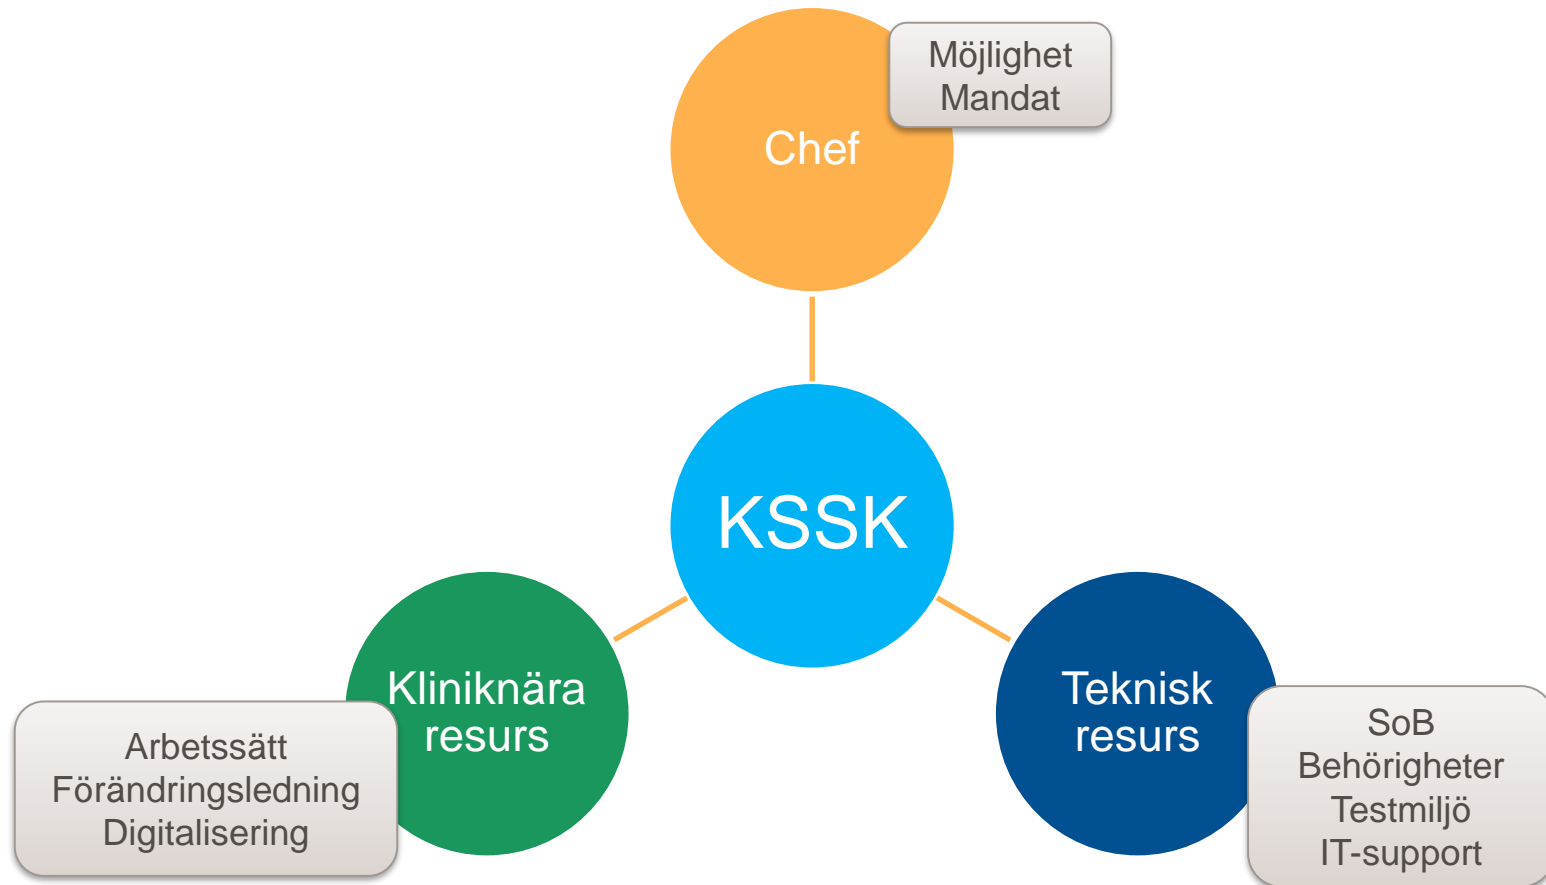 Möjlighet
Mandat
Chef
KSSK
Kliniknära
resurs
Arbetssätt
Förändringsledning
Digitalisering
Teknisk
resurs
SoB
Behörigheter
Testmiljö
IT-support